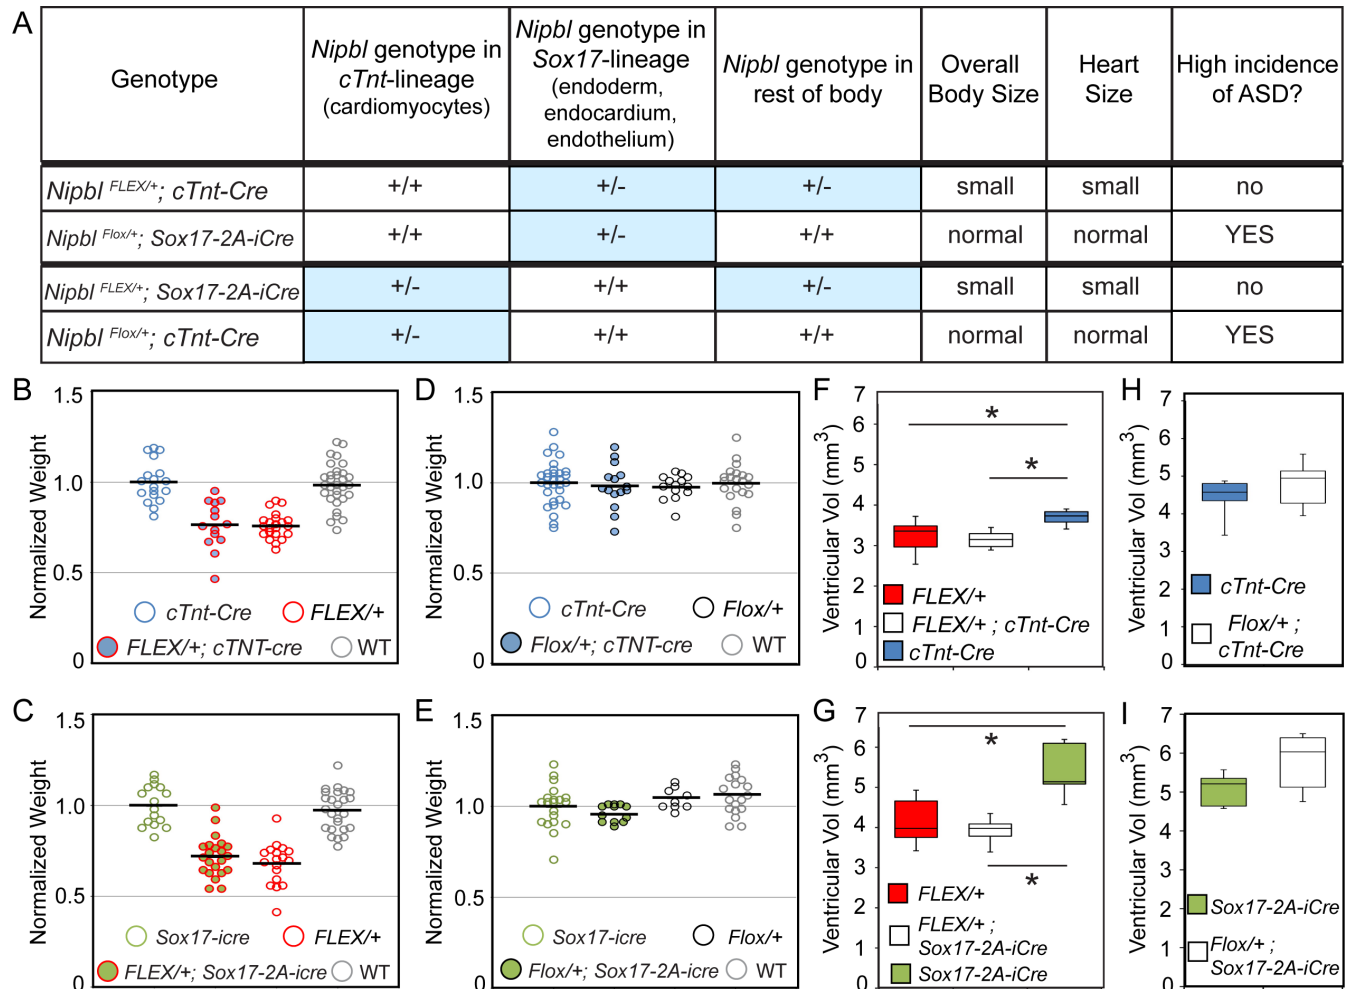 A
Genotype
Nipbl genotype in
cTnt-lineage
(cardiomyocytes)
Nipbl genotype in
Sox17-lineage
(endoderm,
endocardium,
endothelium)
Nipbl genotype in
rest of body
Overall
Body Size
Heart
Size
High incidence
of ASD?
Nipbl FLEX/+; cTnt-Cre
+/+
+/-
+/-
small
small
no
Nipbl Flox/+; Sox17-2A-iCre
+/+
+/-
+/+
normal
normal
YES
Nipbl FLEX/+; Sox17-2A-iCre
+/-
+/+
+/-
small
small
no
Nipbl Flox/+; cTnt-Cre
+/-
+/+
+/+
normal
normal
YES
B
Normalized Weight
1.5
1.0
0.5
0
cTnt-Cre
FLEX/+
FLEX/+; cTNT-cre
WT
D
Normalized Weight
1.5
1.0
0.5
0
cTnt-Cre
Flox/+
Flox/+; cTNT-cre
WT
F
Ventricular Vol (mm3)
7
6
5
4
3
2
1
0
*
*
FLEX/+
FLEX/+ ; cTnt-Cre
cTnt-Cre
H
Ventricular Vol (mm3)
7
6
5
4
3
2
1
0
cTnt-Cre
Flox/+ ;
cTnt-Cre
C
Normalized Weight
1.5
1.0
0.5
0
Sox17-icre
FLEX/+
FLEX/+; Sox17-2A-icre
WT
E
Normalized Weight
1.5
1.0
0.5
0
Sox17-icre
Flox/+
Flox/+; Sox17-2A-icre
WT
G
Ventricular Vol (mm3)
7
6
5
4
3
2
1
0
*
*
FLEX/+
FLEX/+ ;
Sox17-2A-iCre
Sox17-2A-iCre
I
Ventricular Vol (mm3)
7
6
5
4
3
2
1
0
Sox17-2A-iCre
Flox/+ ;
Sox17-2A-iCre